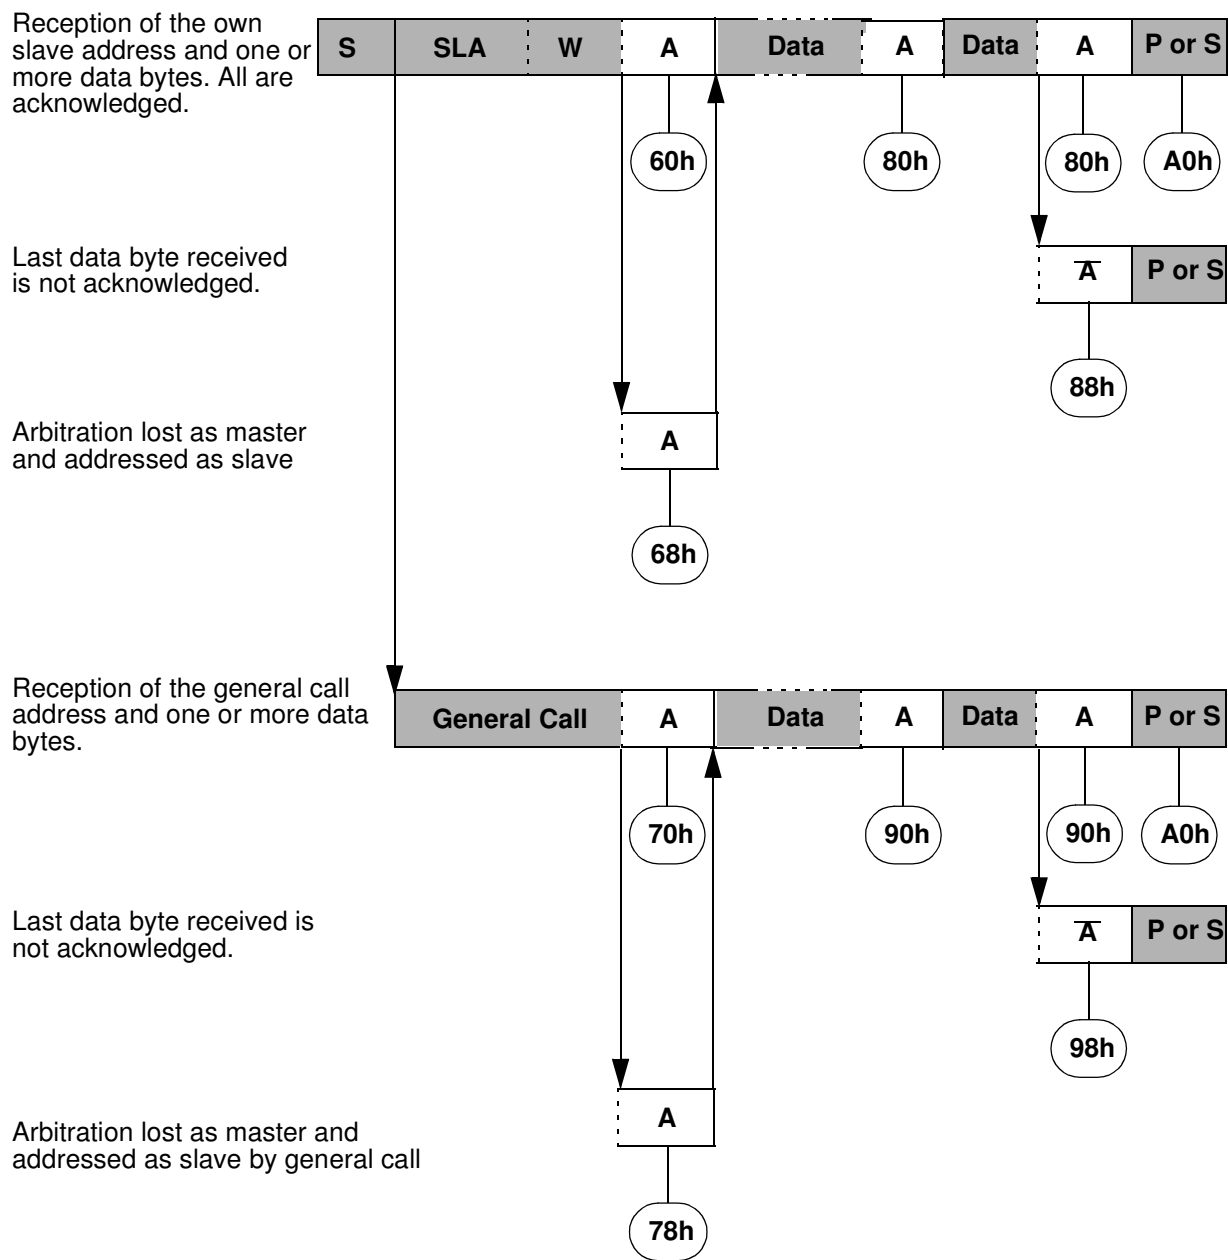 Reception of the own
slave address and one or
more data bytes. All are
acknowledged.
S SLA W A Data A Data A P or S
60h 80h 80h A0h
Last data byte received
is not acknowledged.
A̅ P or S
88h
Arbitration lost as master
and addressed as slave
A
68h
Reception of the general call
address and one or more data
bytes.
General Call A Data A Data A P or S
70h 90h 90h A0h
Last data byte received is
not acknowledged.
A̅ P or S
98h
Arbitration lost as master and
addressed as slave by general call
A
78h